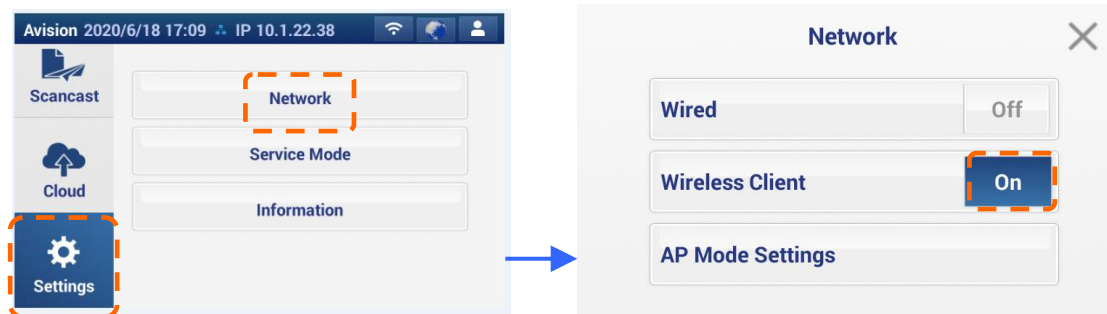 Avision 2020/6/18 17:09 IP 10.1.22.38
Scancast
Cloud
Settings
Network
Service Mode
Information
Network
Wired Off
Wireless Client On
AP Mode Settings